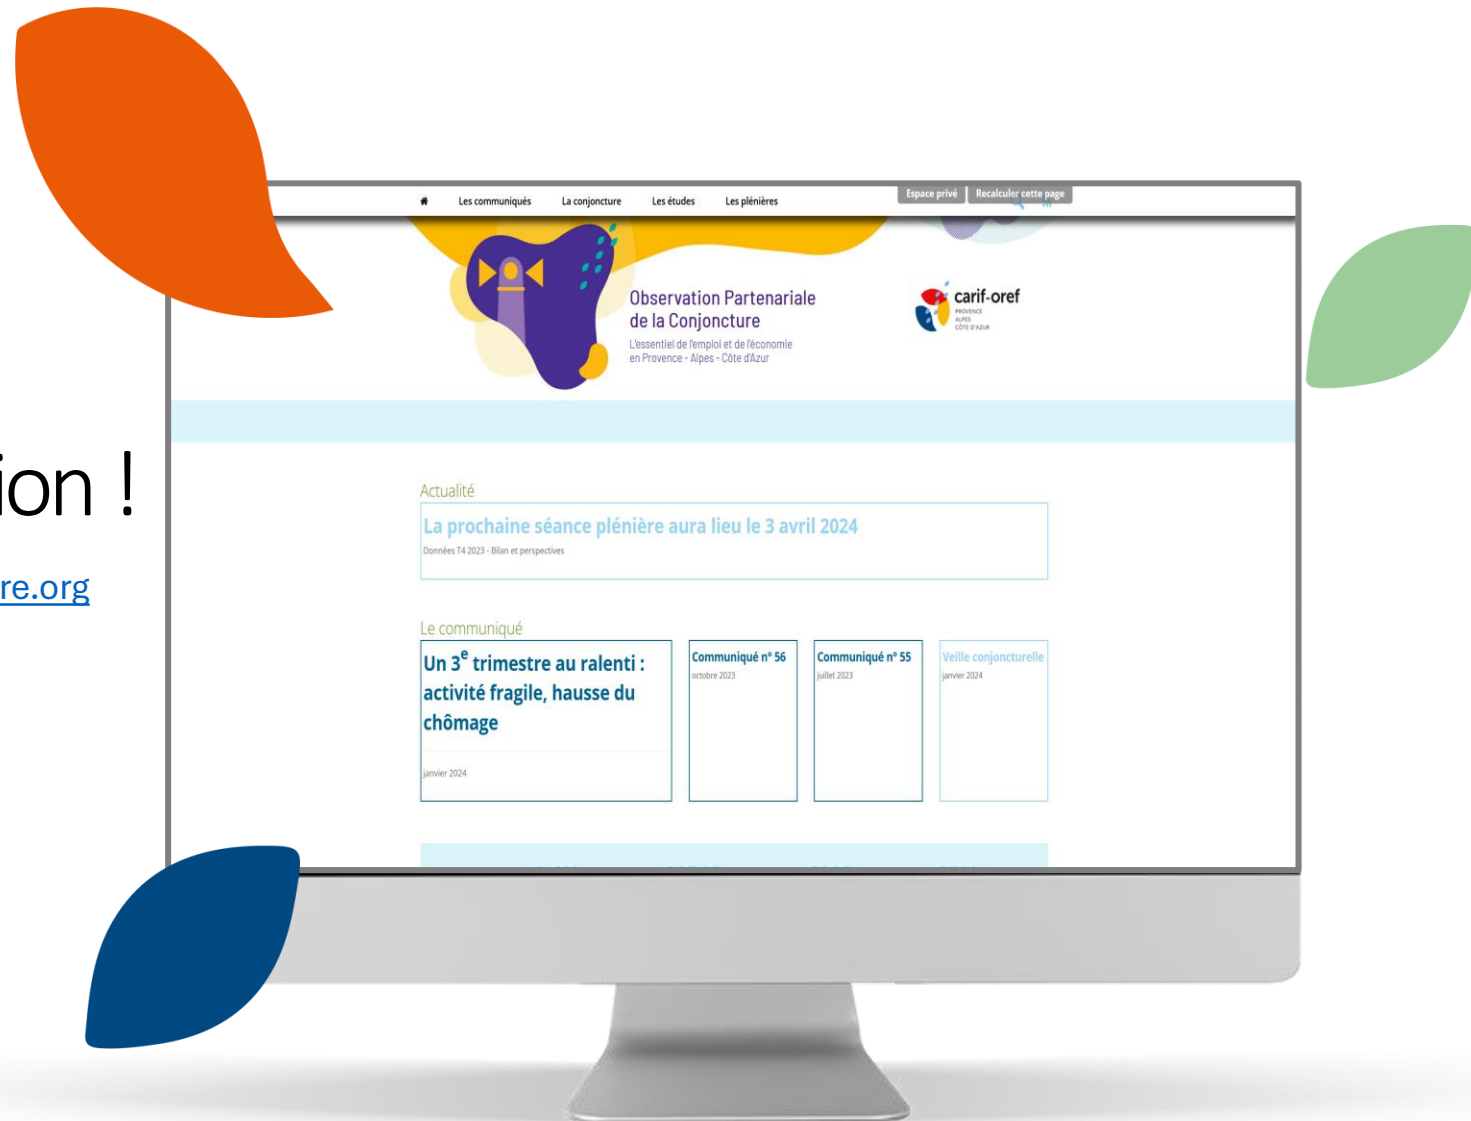 Les communiqués
La conjoncture
Les études
Les plénières
Espace privé
Recalculer cette page
Observation Partenariale
de la Conjoncture
L'essentiel de l'emploi et de l'économie
en Provence - Alpes - Côte d'Azur
carif-oref
PROVENCE
ALPES
CÔTE D'AZUR
ion !
re.org
Actualité
La prochaine séance plénière aura lieu le 3 avril 2024
Données T4 2023 - Bilan et perspectives
Le communiqué
Un 3e trimestre au ralenti :
activité fragile, hausse du
chômage
janvier 2024
Communiqué n° 56
octobre 2023
Communiqué n° 55
juillet 2023
Veille conjoncturelle
janvier 2024